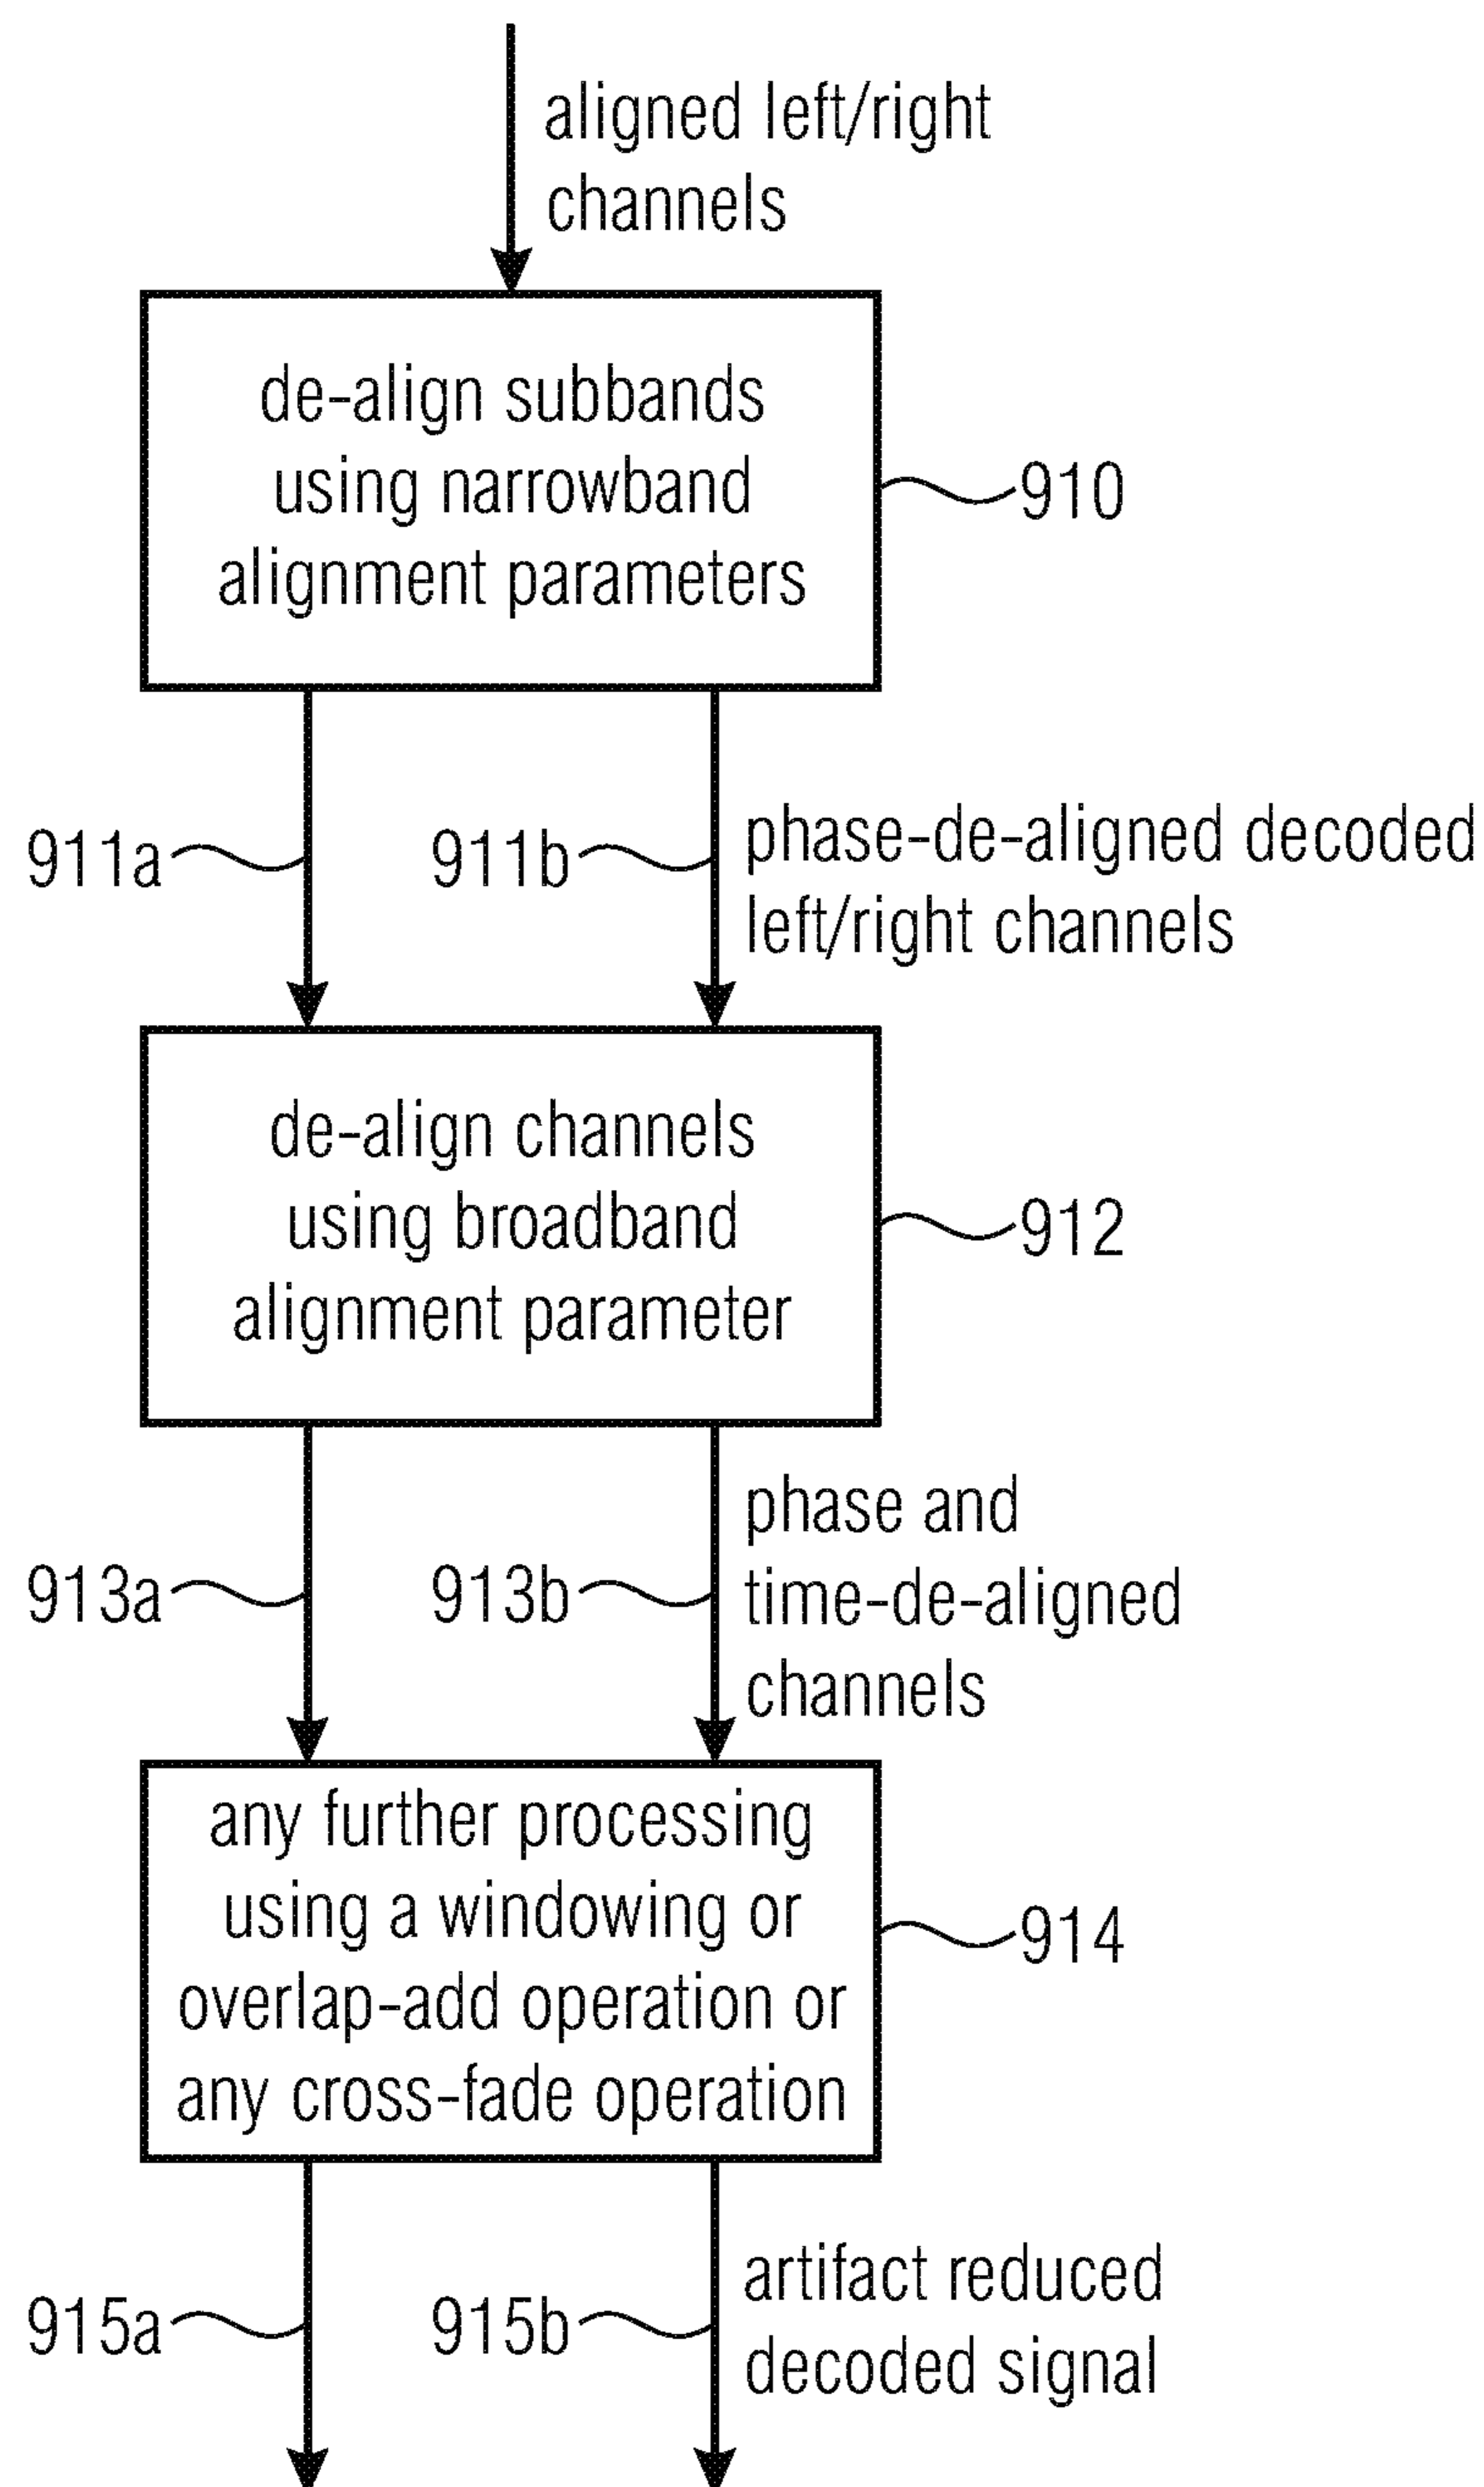 aligned left/right
channels
de-align subbands
using narrowband
alignment parameters
910
911a
911b
phase-de-aligned decoded
left/right channels
de-align channels
using broadband
alignment parameter
912
913a
913b
phase and
time-de-aligned
channels
any further processing
using a windowing or
overlap-add operation or
any cross-fade operation
914
915a
915b
artifact reduced
decoded signal